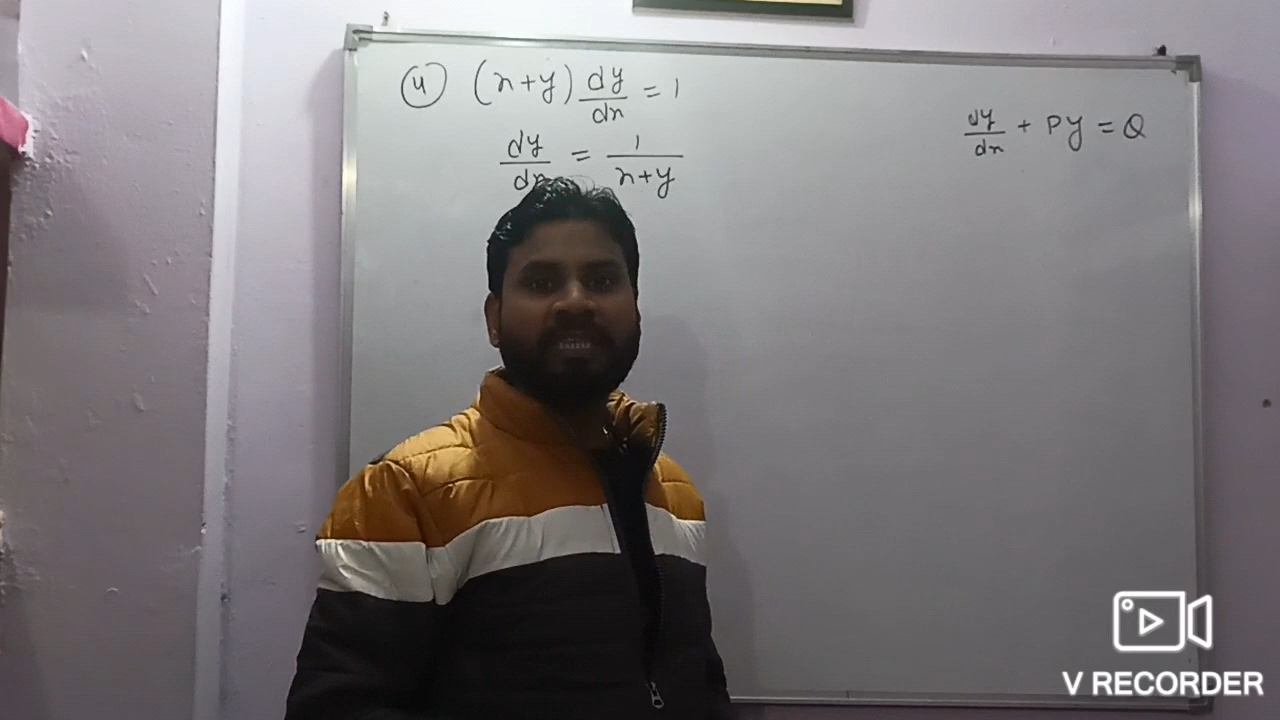 (4) (x+y) dy/dx = 1
dy/dx = 1/(x+y)
dy/dx + Py = Q
V RECORDER